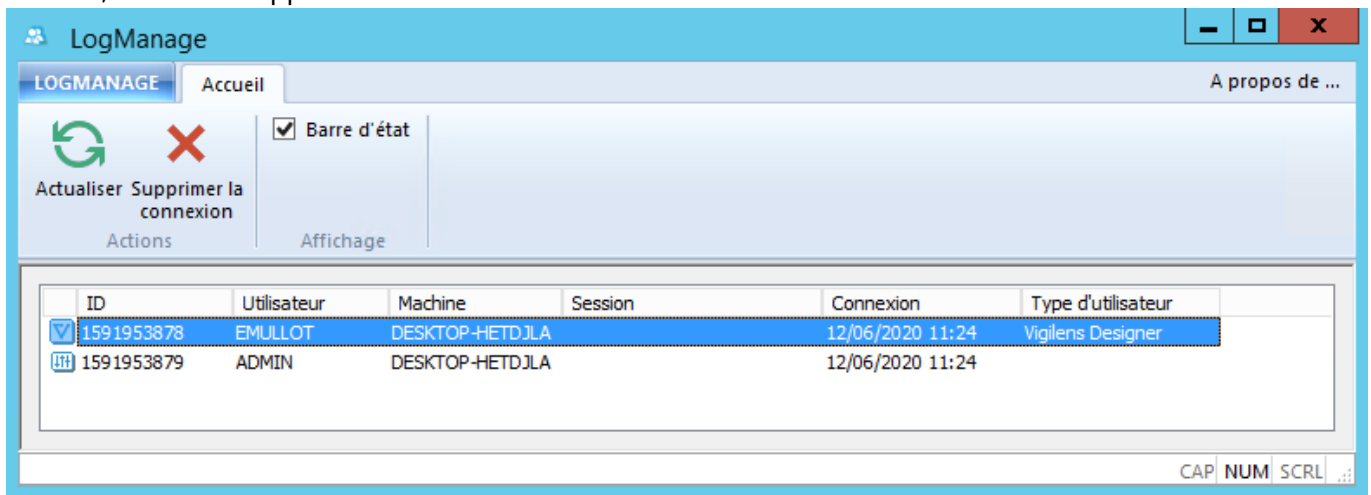 LogManage
LOGMANAGE Accueil A propos de ...
Barre d'état
Actualiser Supprimer la
connexion
Actions Affichage
ID Utilisateur Machine Session Connexion Type d'utilisateur
1591953878 EMULLOT DESKTOP-HETDJLA 12/06/2020 11:24 Vigilens Designer
1591953879 ADMIN DESKTOP-HETDJLA 12/06/2020 11:24
CAP NUM SCRL